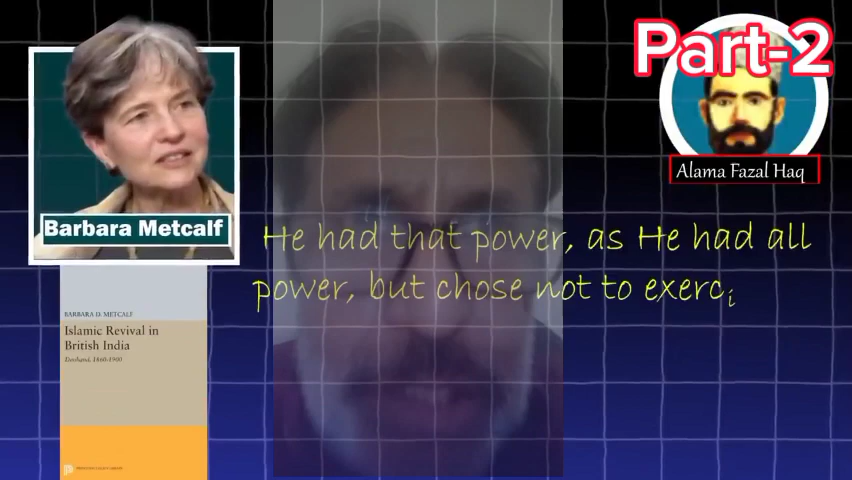 Part-2
Barbara Metcalf
Alama Fazal Haq
He had that power, as He had all
power, but chose not to exerci
BARBARA D. METCALF
Islamic Revival in
British India
Deoband, 1860-1900